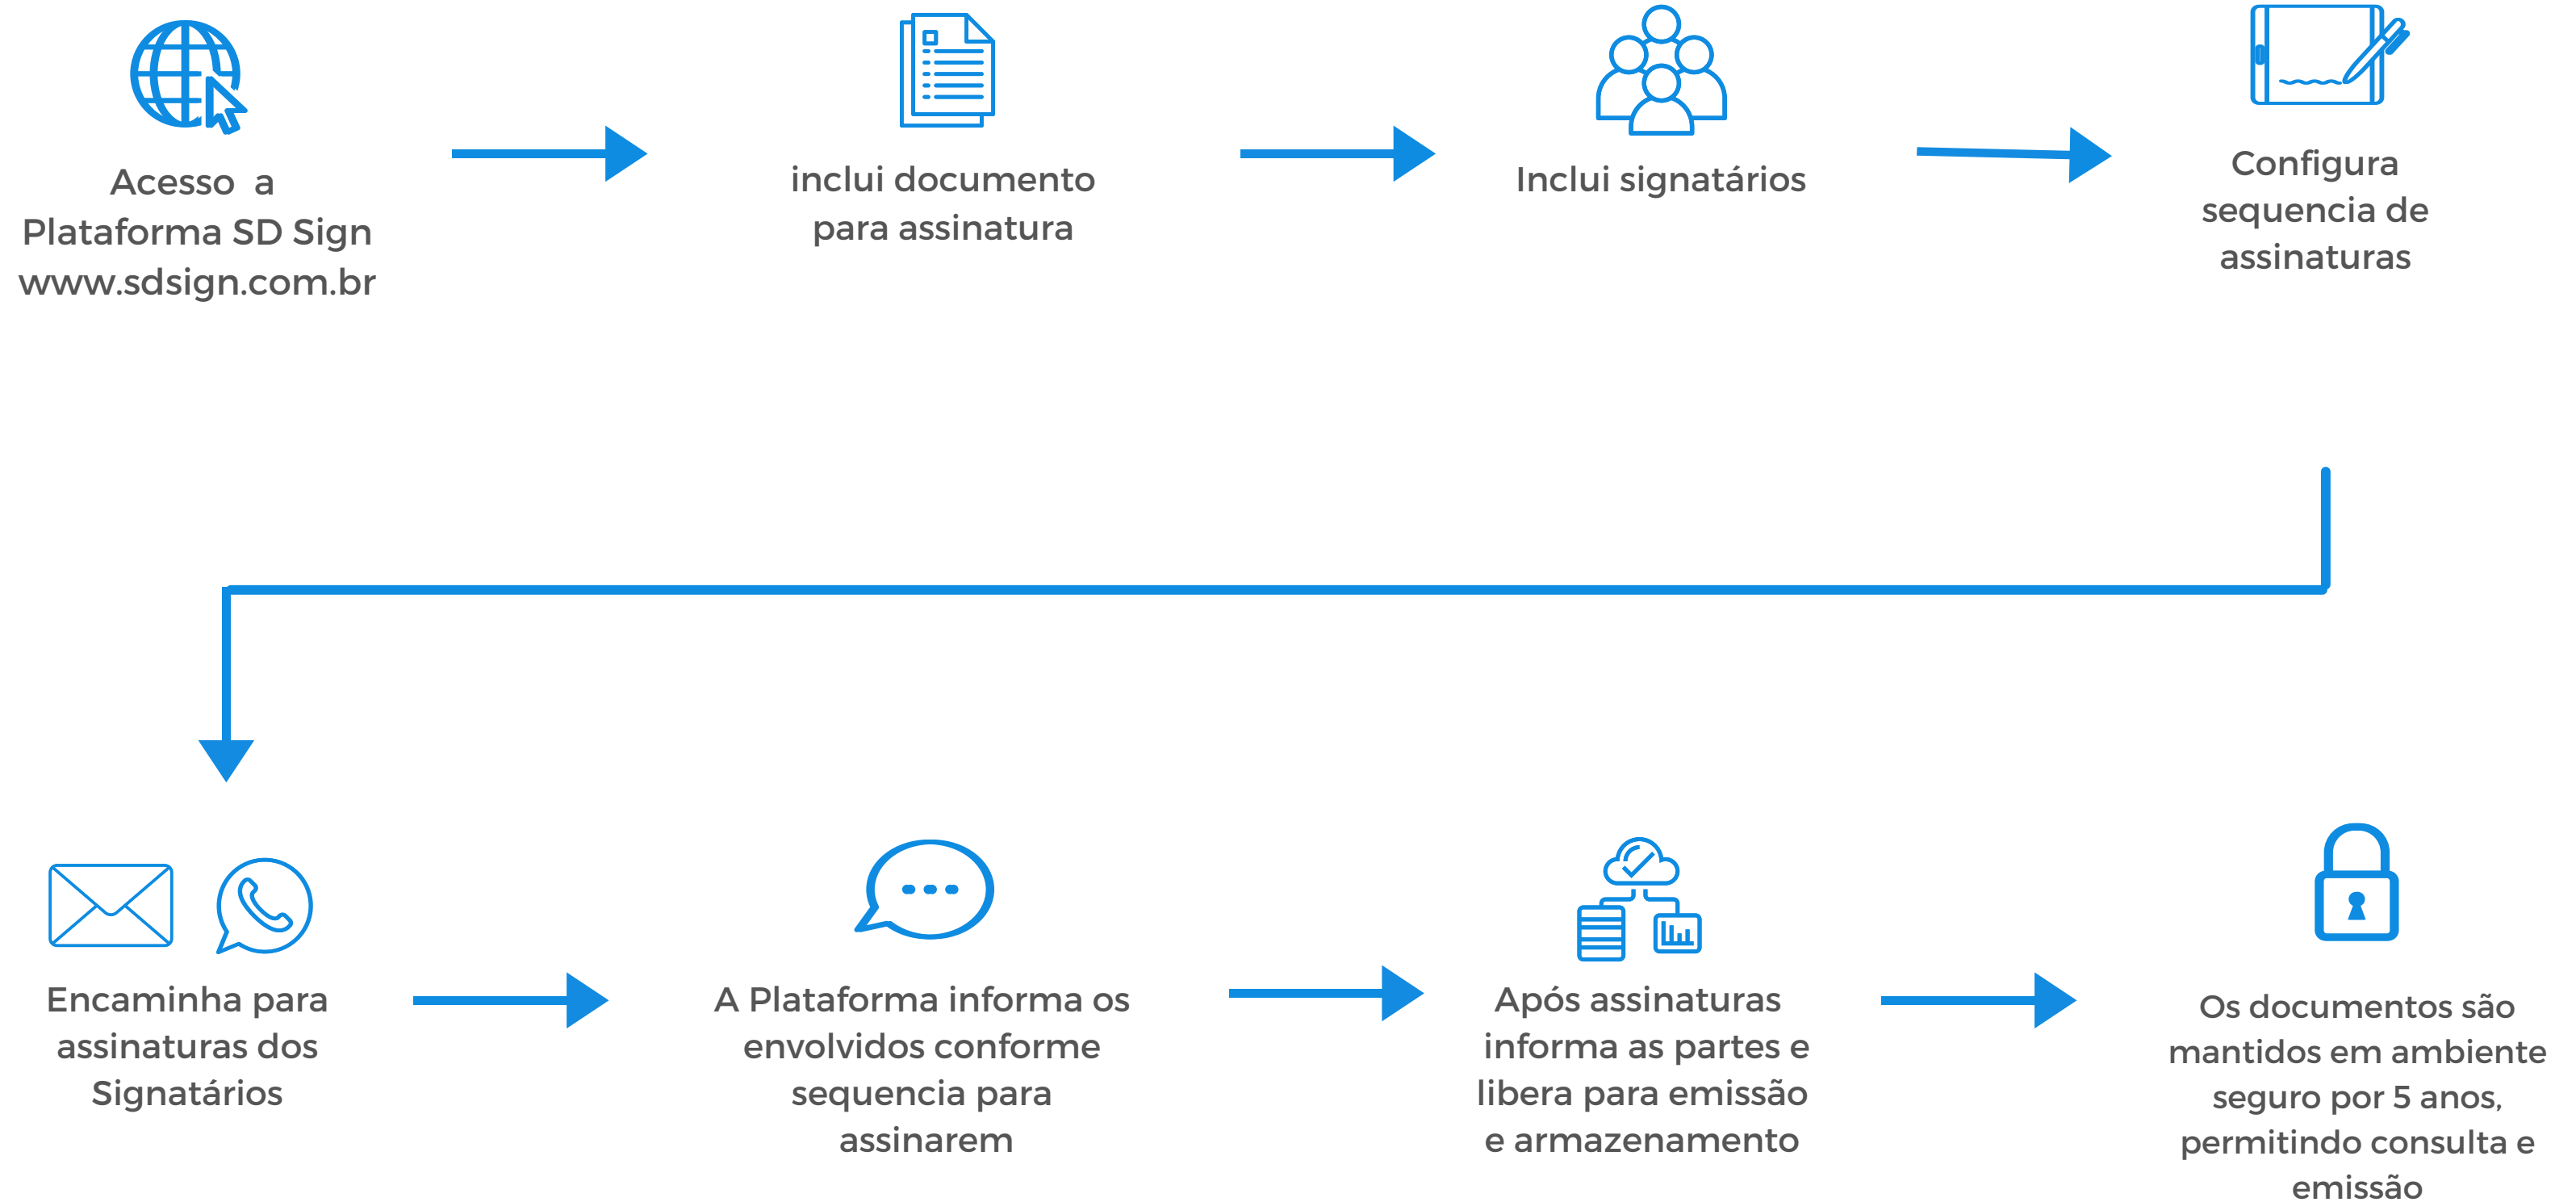 Acesso a
Plataforma SD Sign
www.sdsign.com.br
inclui documento
para assinatura
Inclui signatários
Configura
sequencia de
assinaturas
Encaminha para
assinaturas dos
Signatários
A Plataforma informa os
envolvidos conforme
sequencia para
assinarem
Após assinaturas
informa as partes e
libera para emissão
e armazenamento
Os documentos são
mantidos em ambiente
seguro por 5 anos,
permitindo consulta e
emissão